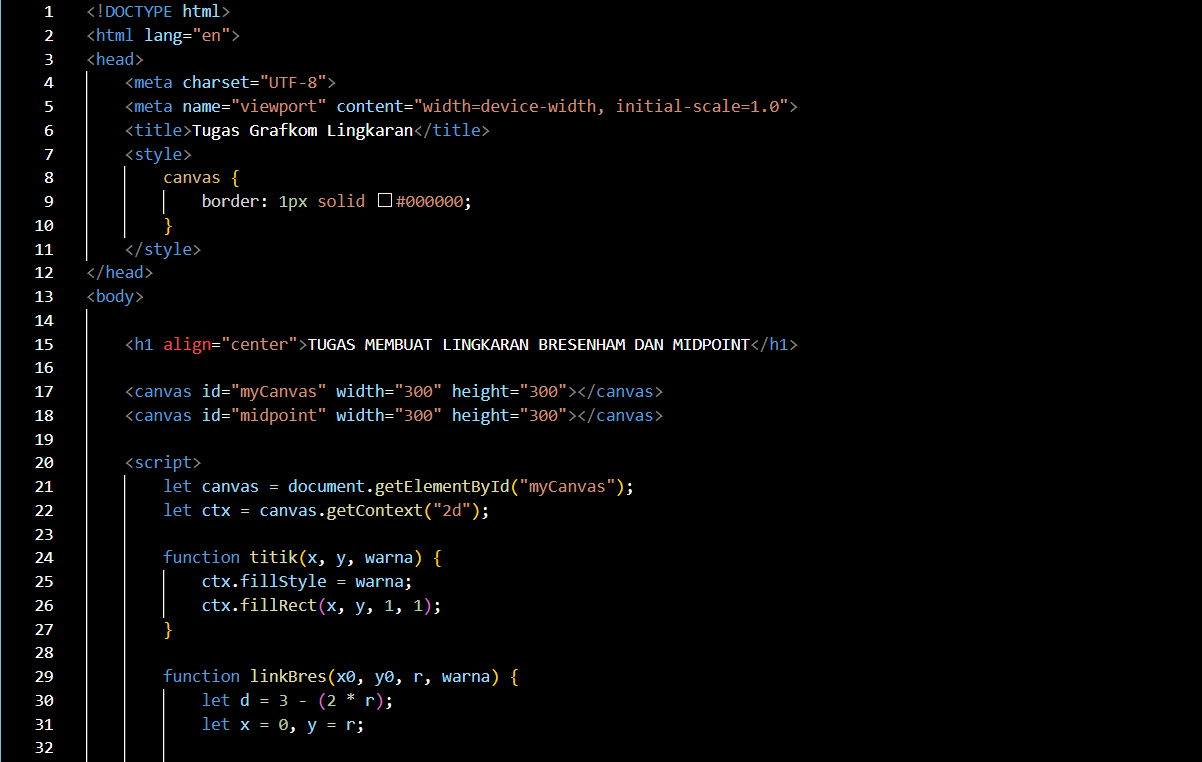 1 <!DOCTYPE html>
2 <html lang="en">
3 <head>
4     <meta charset="UTF-8">
5     <meta name="viewport" content="width=device-width, initial-scale=1.0">
6     <title>Tugas Grafkom Lingkaran</title>
7     <style>
8         canvas {
9             border: 1px solid #000000;
10         }
11     </style>
12 </head>
13 <body>
14
15     <h1 align="center">TUGAS MEMBUAT LINGKARAN BRESENHAM DAN MIDPOINT</h1>
16
17     <canvas id="myCanvas" width="300" height="300"></canvas>
18     <canvas id="midpoint" width="300" height="300"></canvas>
19
20     <script>
21         let canvas = document.getElementById("myCanvas");
22         let ctx = canvas.getContext("2d");
23
24         function titik(x, y, warna) {
25             ctx.fillStyle = warna;
26             ctx.fillRect(x, y, 1, 1);
27         }
28
29         function linkBres(x0, y0, r, warna) {
30             let d = 3 - (2 * r);
31             let x = 0, y = r;
32